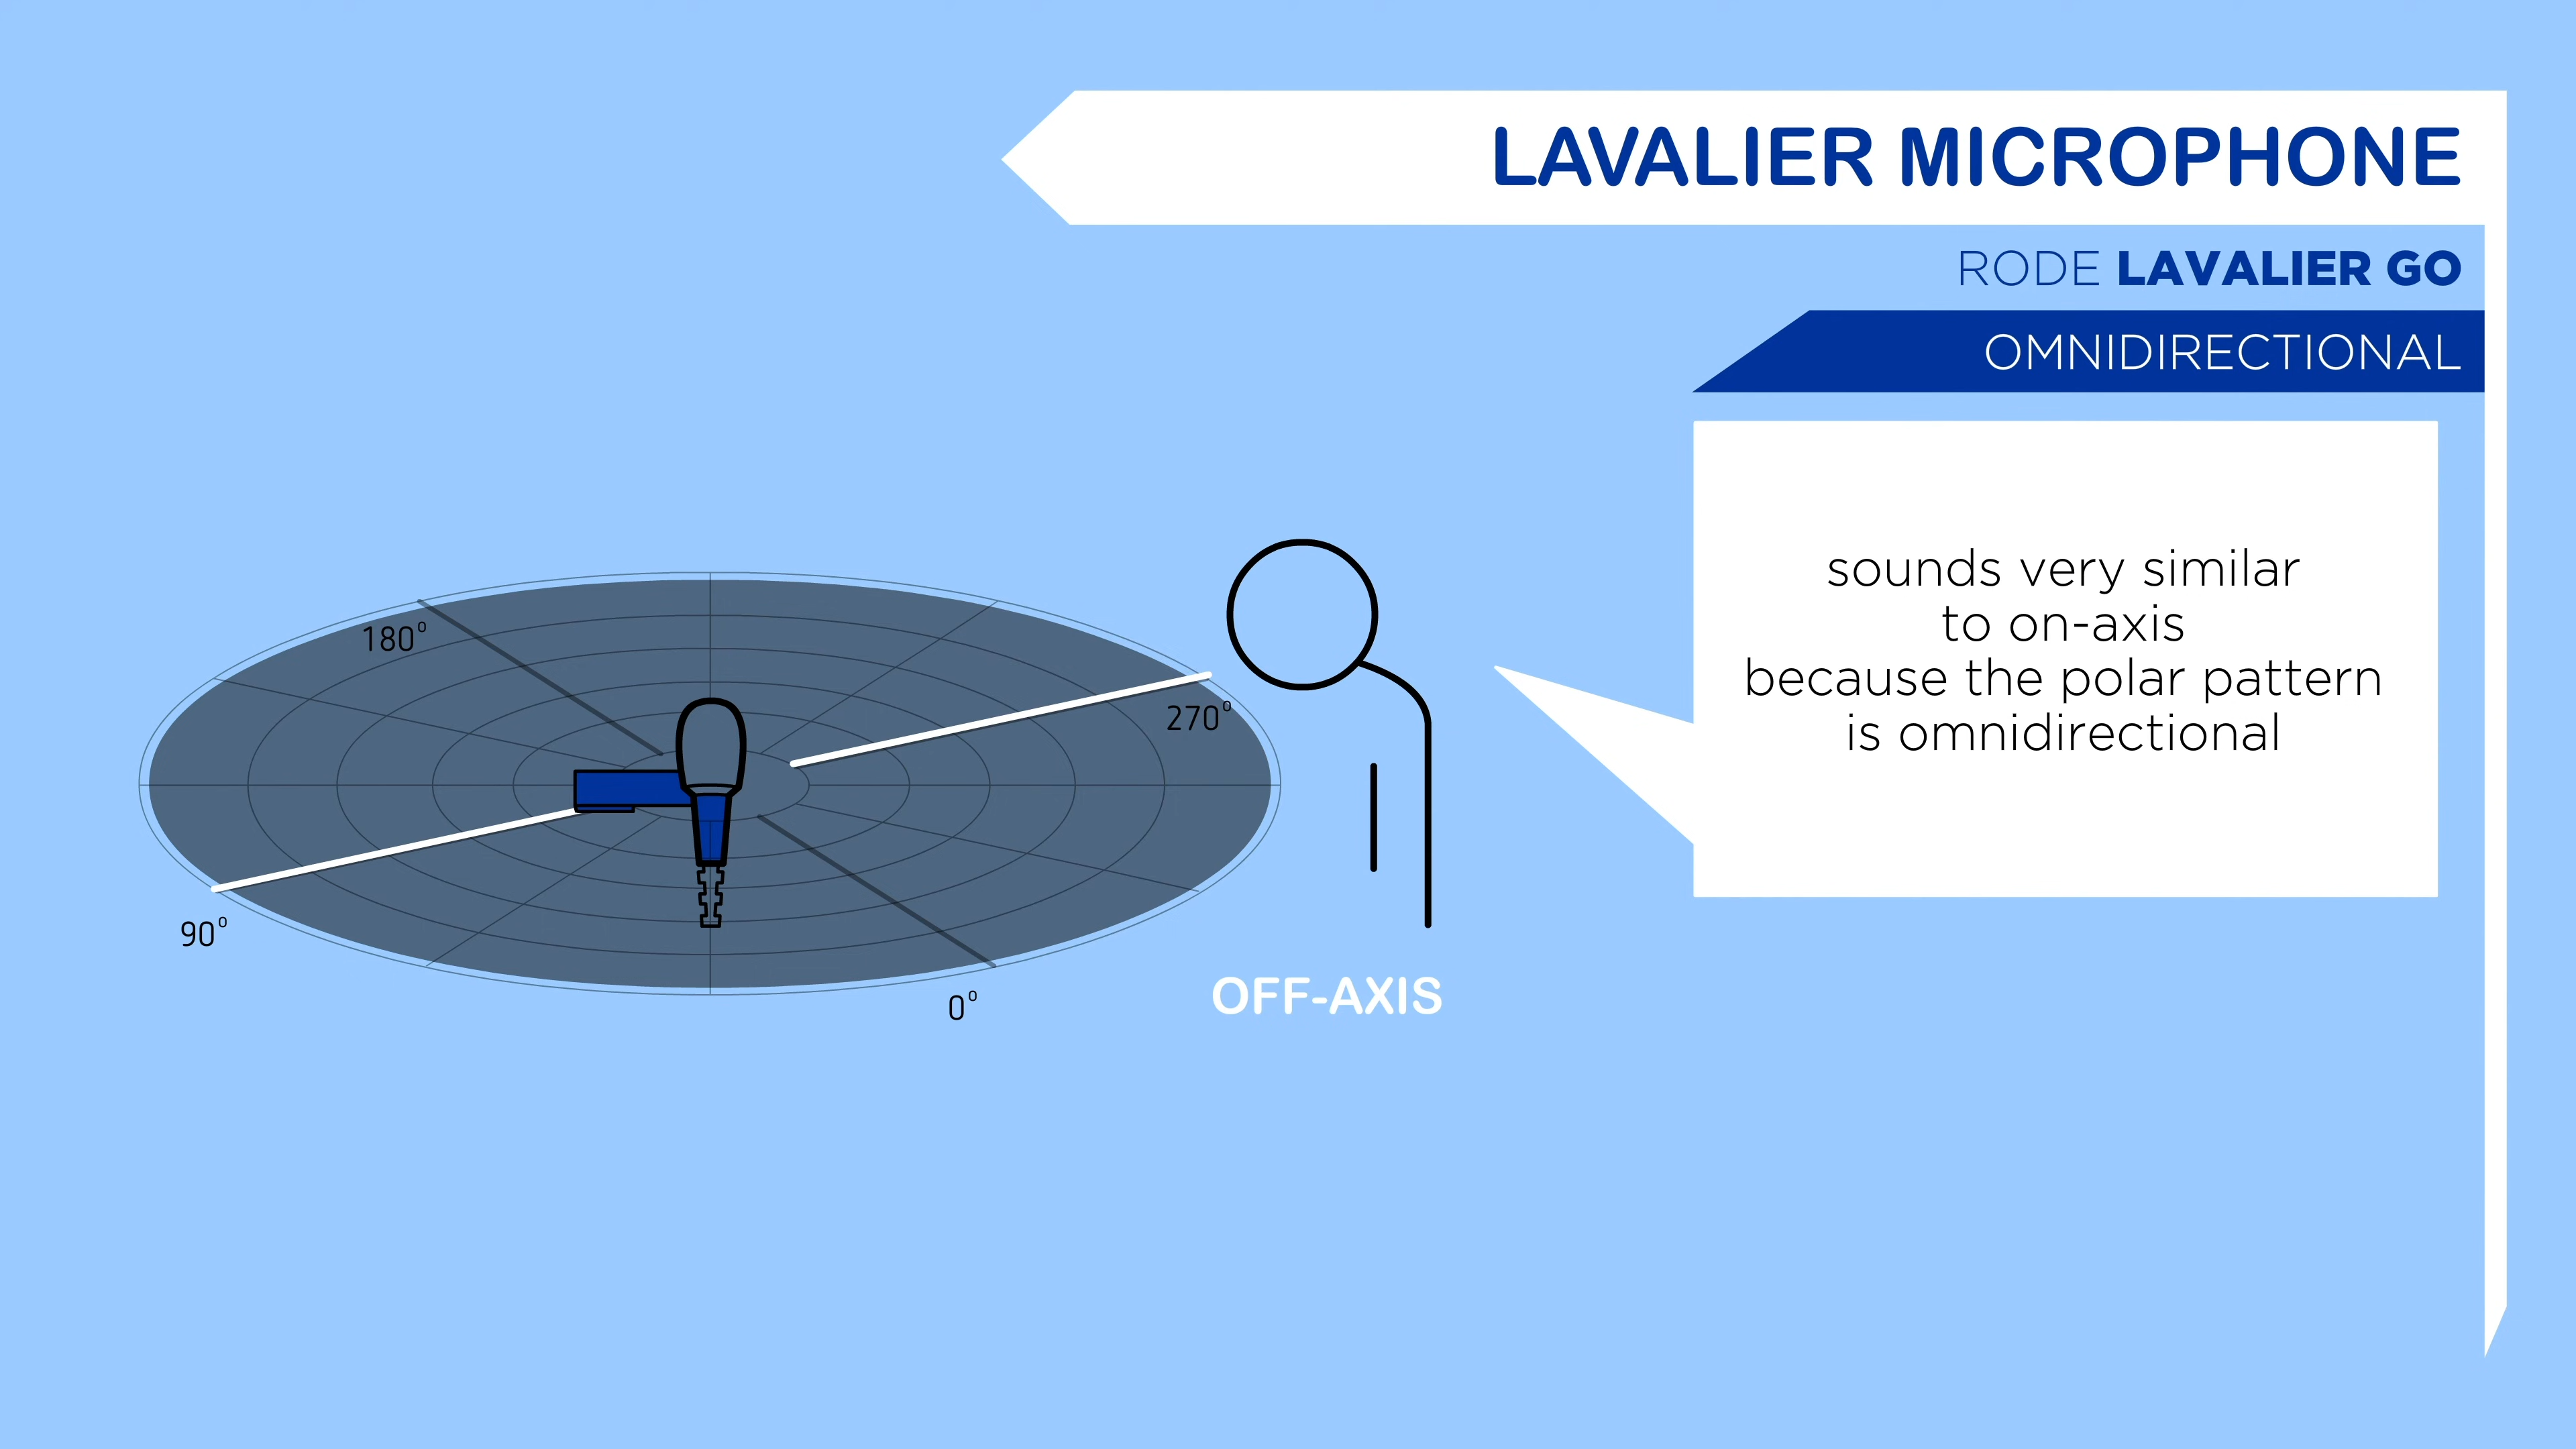 LAVALIER MICROPHONE
RODE LAVALIER GO
OMNIDIRECTIONAL
sounds very similar
to on-axis
because the polar pattern
is omnidirectional
180°
270°
90°
0°
OFF-AXIS